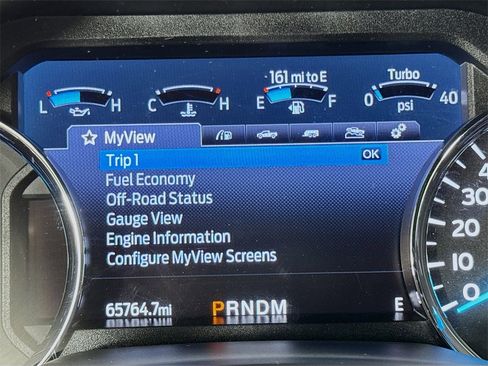 161 mi to E
L H
C H
E F
Turbo
0 40
psi
MyView
Trip 1 OK
Fuel Economy
Off-Road Status
Gauge View
Engine Information
Configure MyView Screens
65764.7mi
PRNDM
E
30
20
10
0